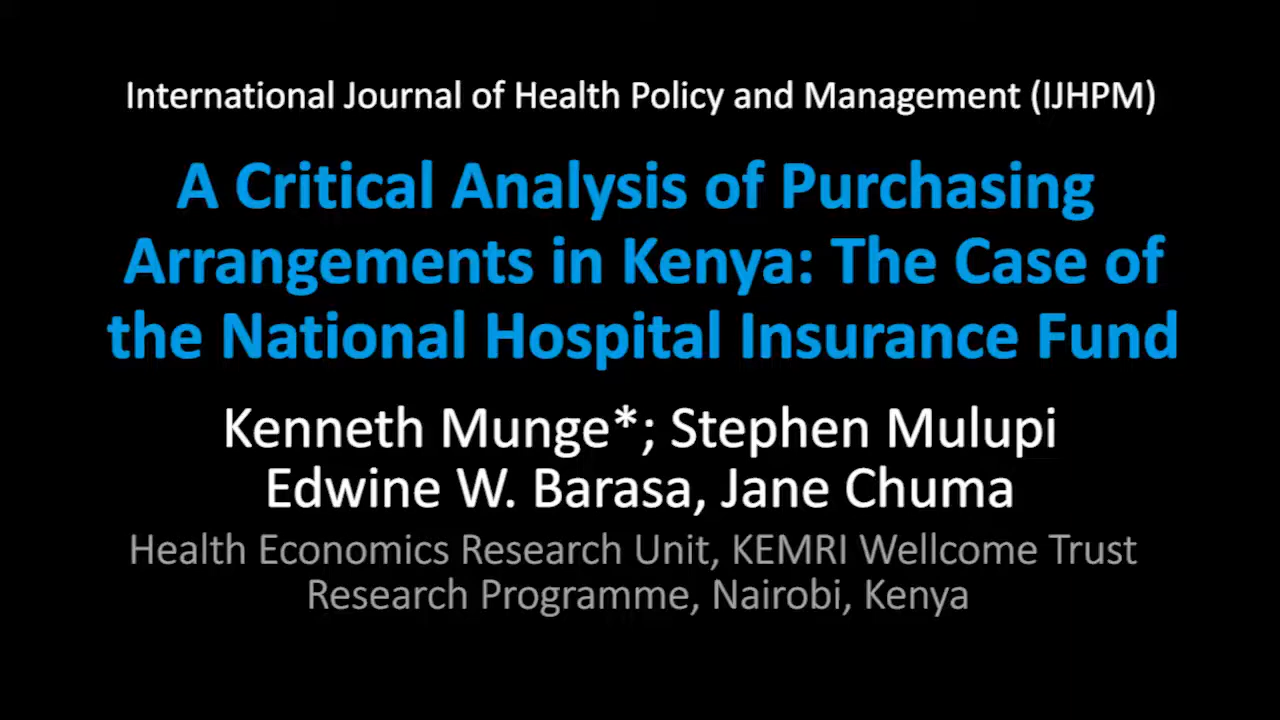 International Journal of Health Policy and Management (IJHPM)
A Critical Analysis of Purchasing
Arrangements in Kenya: The Case of
the National Hospital Insurance Fund
Kenneth Munge*; Stephen Mulupi
Edwine W. Barasa, Jane Chuma
Health Economics Research Unit, KEMRI Wellcome Trust
Research Programme, Nairobi, Kenya